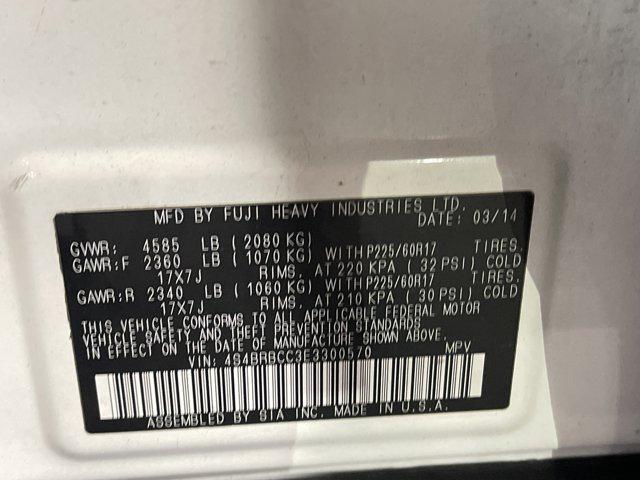 MFD BY FUJI HEAVY INDUSTRIES LTD.
DATE: 03/14
GVWR: 4585 LB (2080 KG)
GAWR:F 2360 LB (1070 KG) WITH P225/60R17 TIRES.
17X7J RIMS, AT 220 KPA (32 PSI) COLD
GAWR:R 2340 LB (1060 KG) WITH P225/60R17 TIRES.
17X7J RIMS, AT 210 KPA (30 PSI) COLD
THIS VEHICLE CONFORMS TO ALL APPLICABLE FEDERAL MOTOR
VEHICLE SAFETY AND THEFT PREVENTION STANDARDS
IN EFFECT ON THE DATE OF MANUFACTURE SHOWN ABOVE.
VIN: 4S4BRBCC3E3300570 MPV
ASSEMBLED BY SIA INC. MADE IN U.S.A.